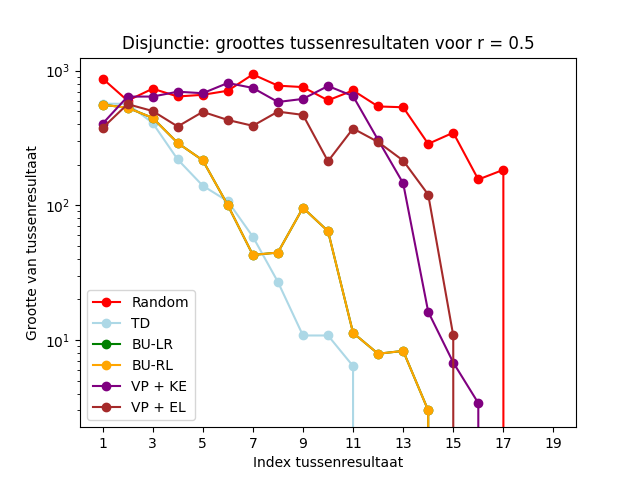 Disjunctie: groottes tussenresultaten voor r = 0.5
Grootte van tussenresultaat
10³
10²
10¹
Random
TD
BU-LR
BU-RL
VP + KE
VP + EL
1 3 5 7 9 11 13 15 17 19
Index tussenresultaat